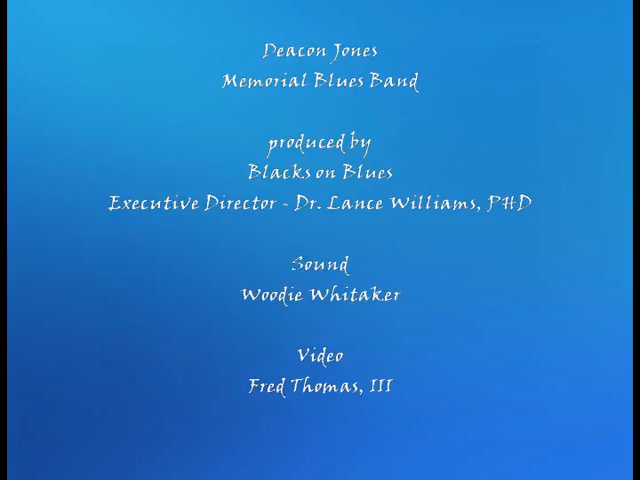 Deacon Jones
Memorial Blues Band
produced by
Blacks on Blues
Executive Director - Dr. Lance Williams, PHD
Sound
Woodie Whitaker
Video
Fred Thomas, III